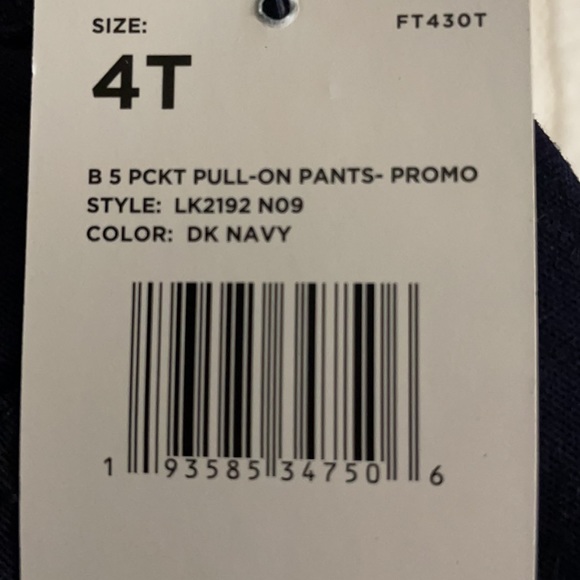 SIZE: FT430T
4T
B 5 PCKT PULL-ON PANTS- PROMO
STYLE: LK2192 N09
COLOR: DK NAVY
1 93585 34750 6